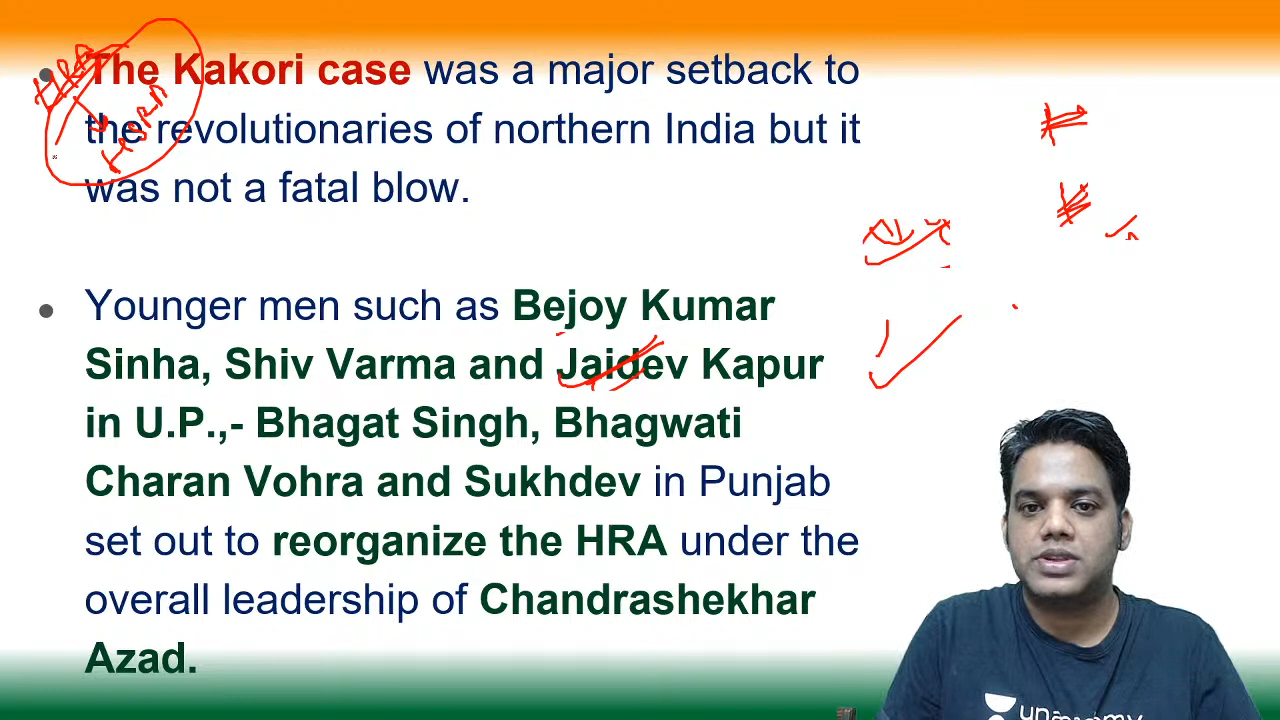 The Kakori case was a major setback to
the revolutionaries of northern India but it
was not a fatal blow.
Younger men such as Bejoy Kumar
Sinha, Shiv Varma and Jaidev Kapur
in U.P.,- Bhagat Singh, Bhagwati
Charan Vohra and Sukhdev in Punjab
set out to reorganize the HRA under the
overall leadership of Chandrashekhar
Azad.
HRA